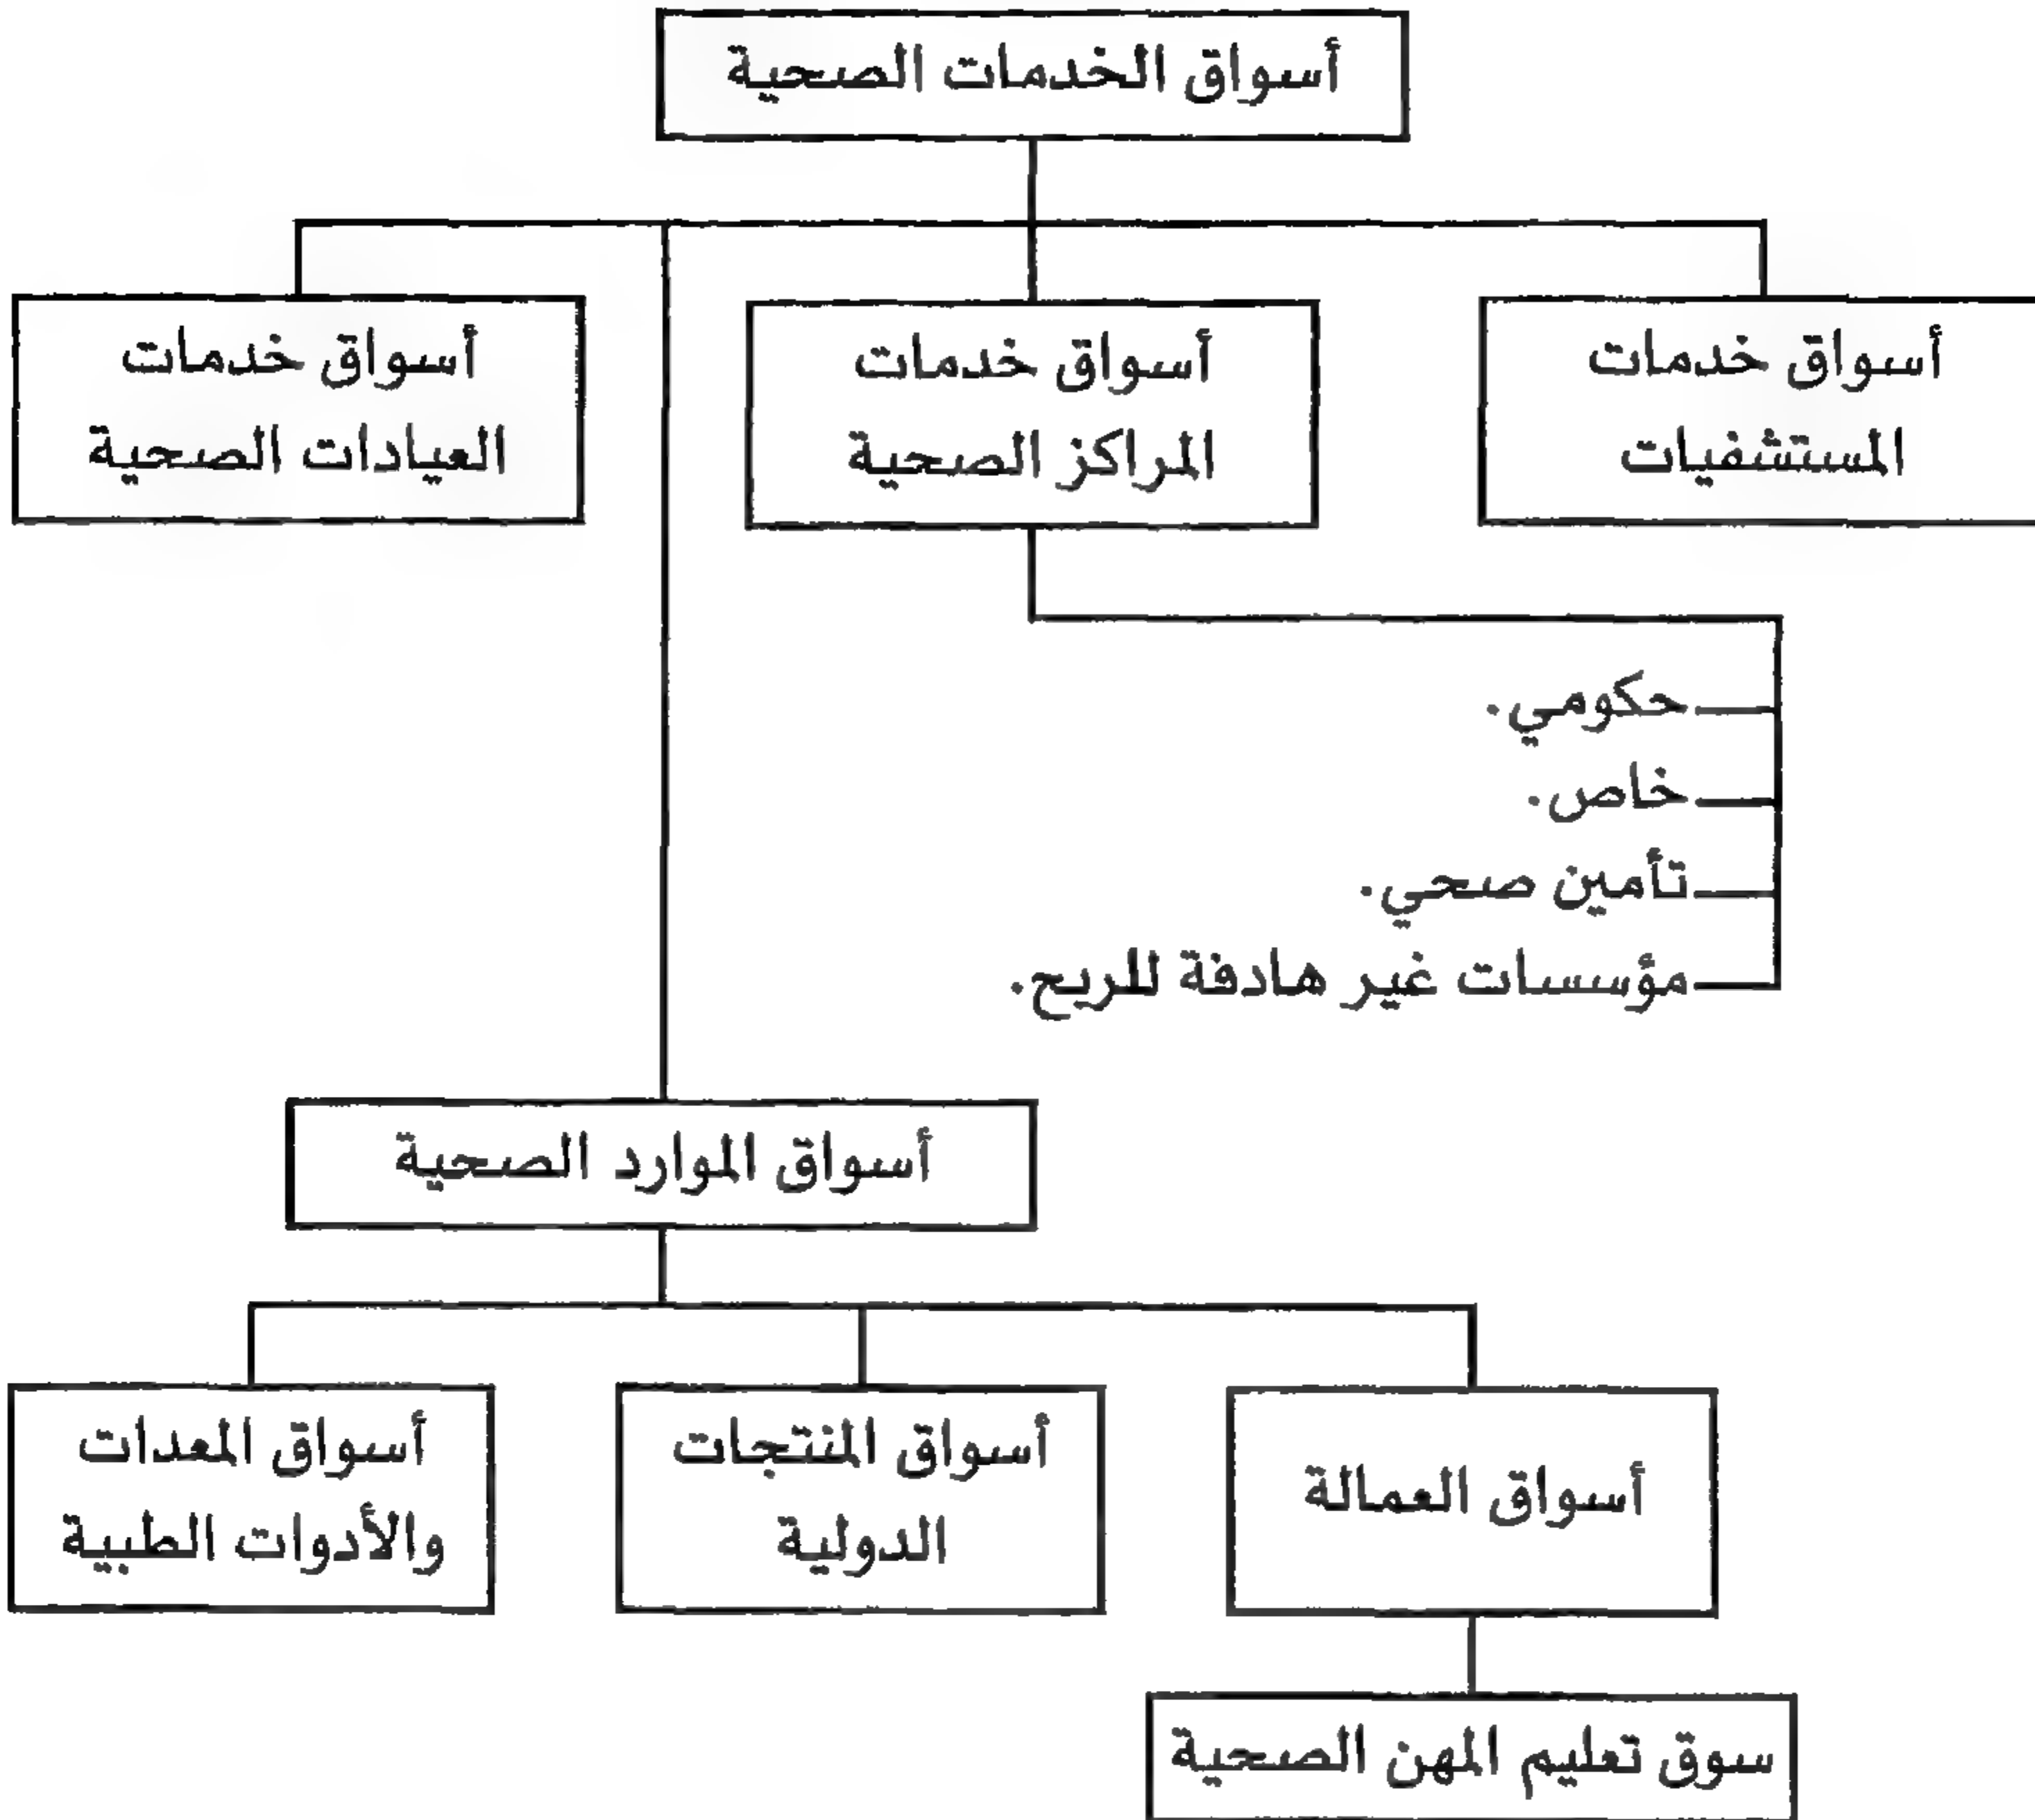 أسواق الخدمات الصحية
أسواق خدمات
المستشفيات
أسواق خدمات
المراكز الصحية
أسواق خدمات
العيادات الصحية
حكومي.
خاص.
تأمين صحي.
مؤسسات غير هادفة للربح.
أسواق الموارد الصحية
أسواق العمالة
أسواق المنتجات
الدولية
أسواق المعدات
والأدوات الطبية
سوق تعليم المهن الصحية